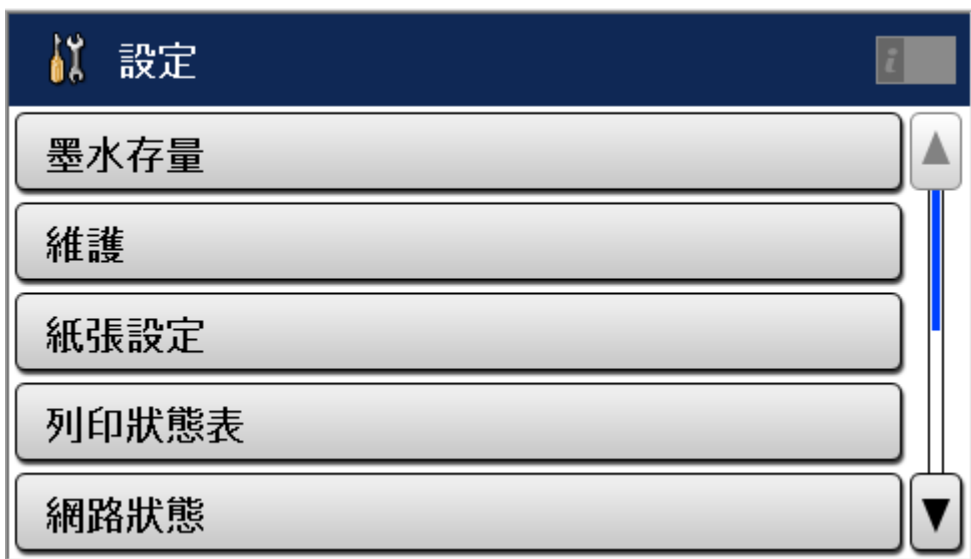 設定
i
墨水存量
維護
紙張設定
列印狀態表
網路狀態